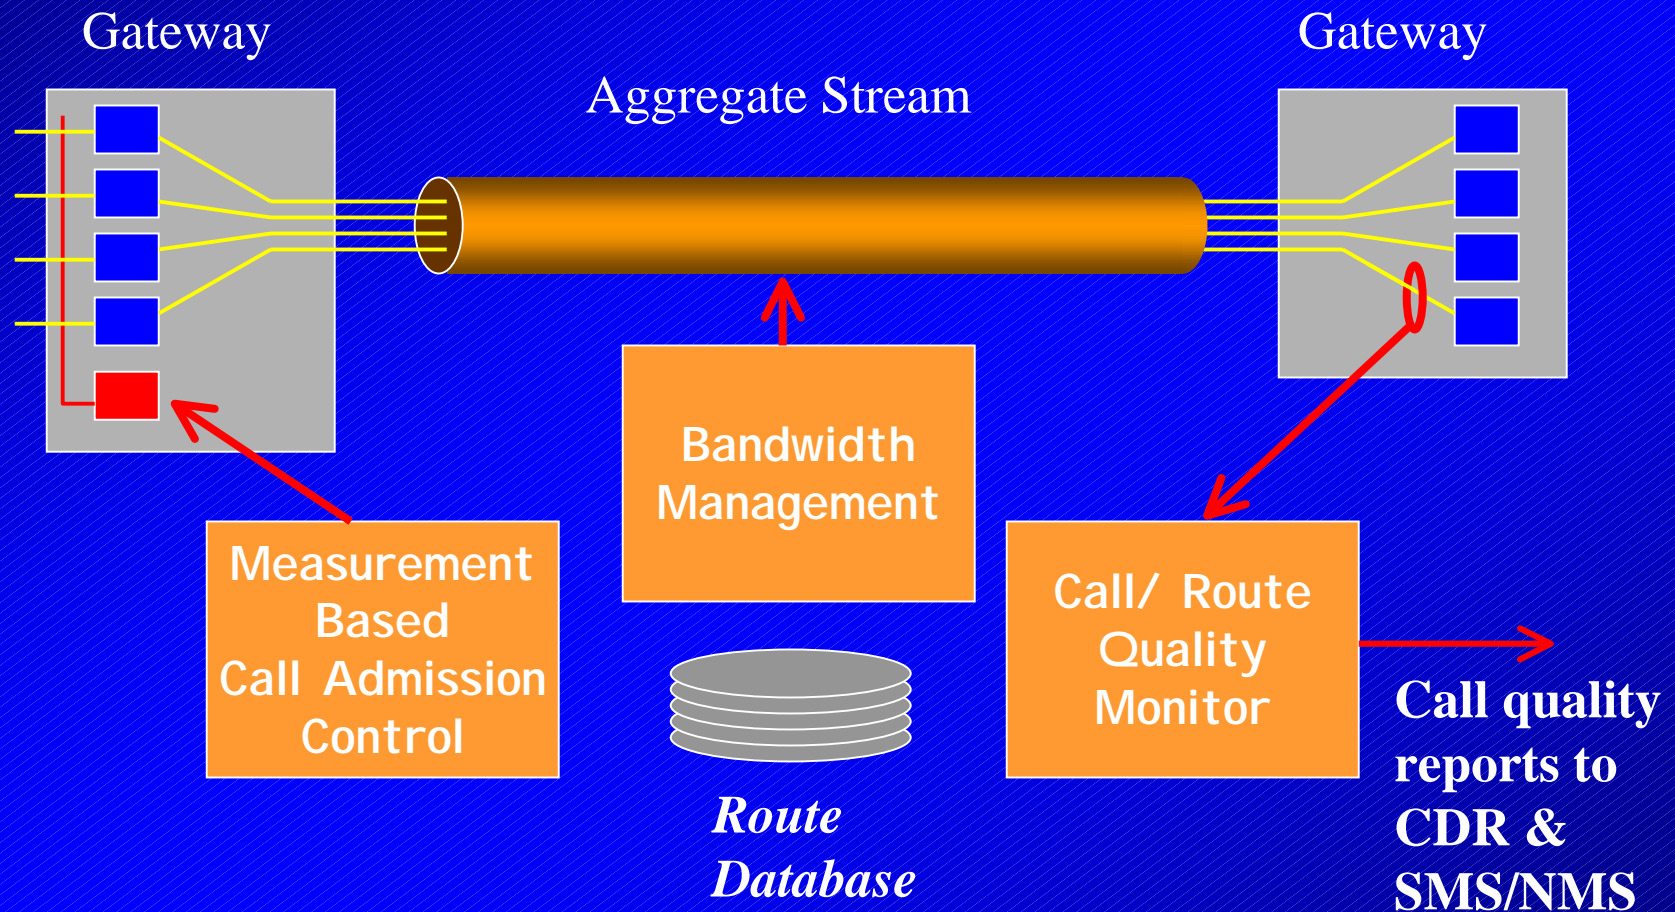 Gateway
Gateway
Aggregate Stream
Bandwidth
Management
Measurement
Based
Call Admission
Control
Call/ Route
Quality
Monitor
Call quality
reports to
CDR &
SMS/NMS
Route
Database